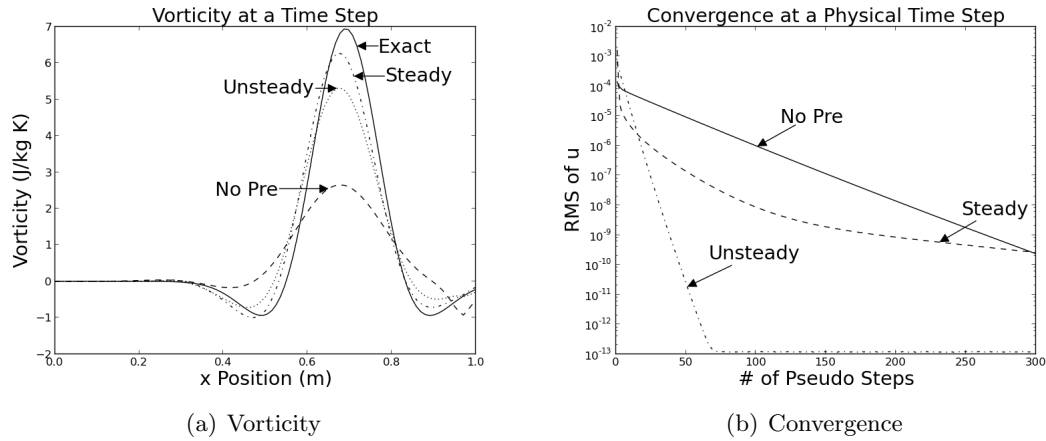 Vorticity at a Time Step
7
6
5
4
3
2
1
0
−1
−2
Vorticity (J/kg K)
Exact
Steady
Unsteady
No Pre
0.0 0.2 0.4 0.6 0.8 1.0
x Position (m)
(a) Vorticity
Convergence at a Physical Time Step
10^-2
10^-3
10^-4
10^-5
10^-6
10^-7
10^-8
10^-9
10^-10
10^-11
10^-12
10^-13
RMS of u
No Pre
Steady
Unsteady
0 50 100 150 200 250 300
# of Pseudo Steps
(b) Convergence